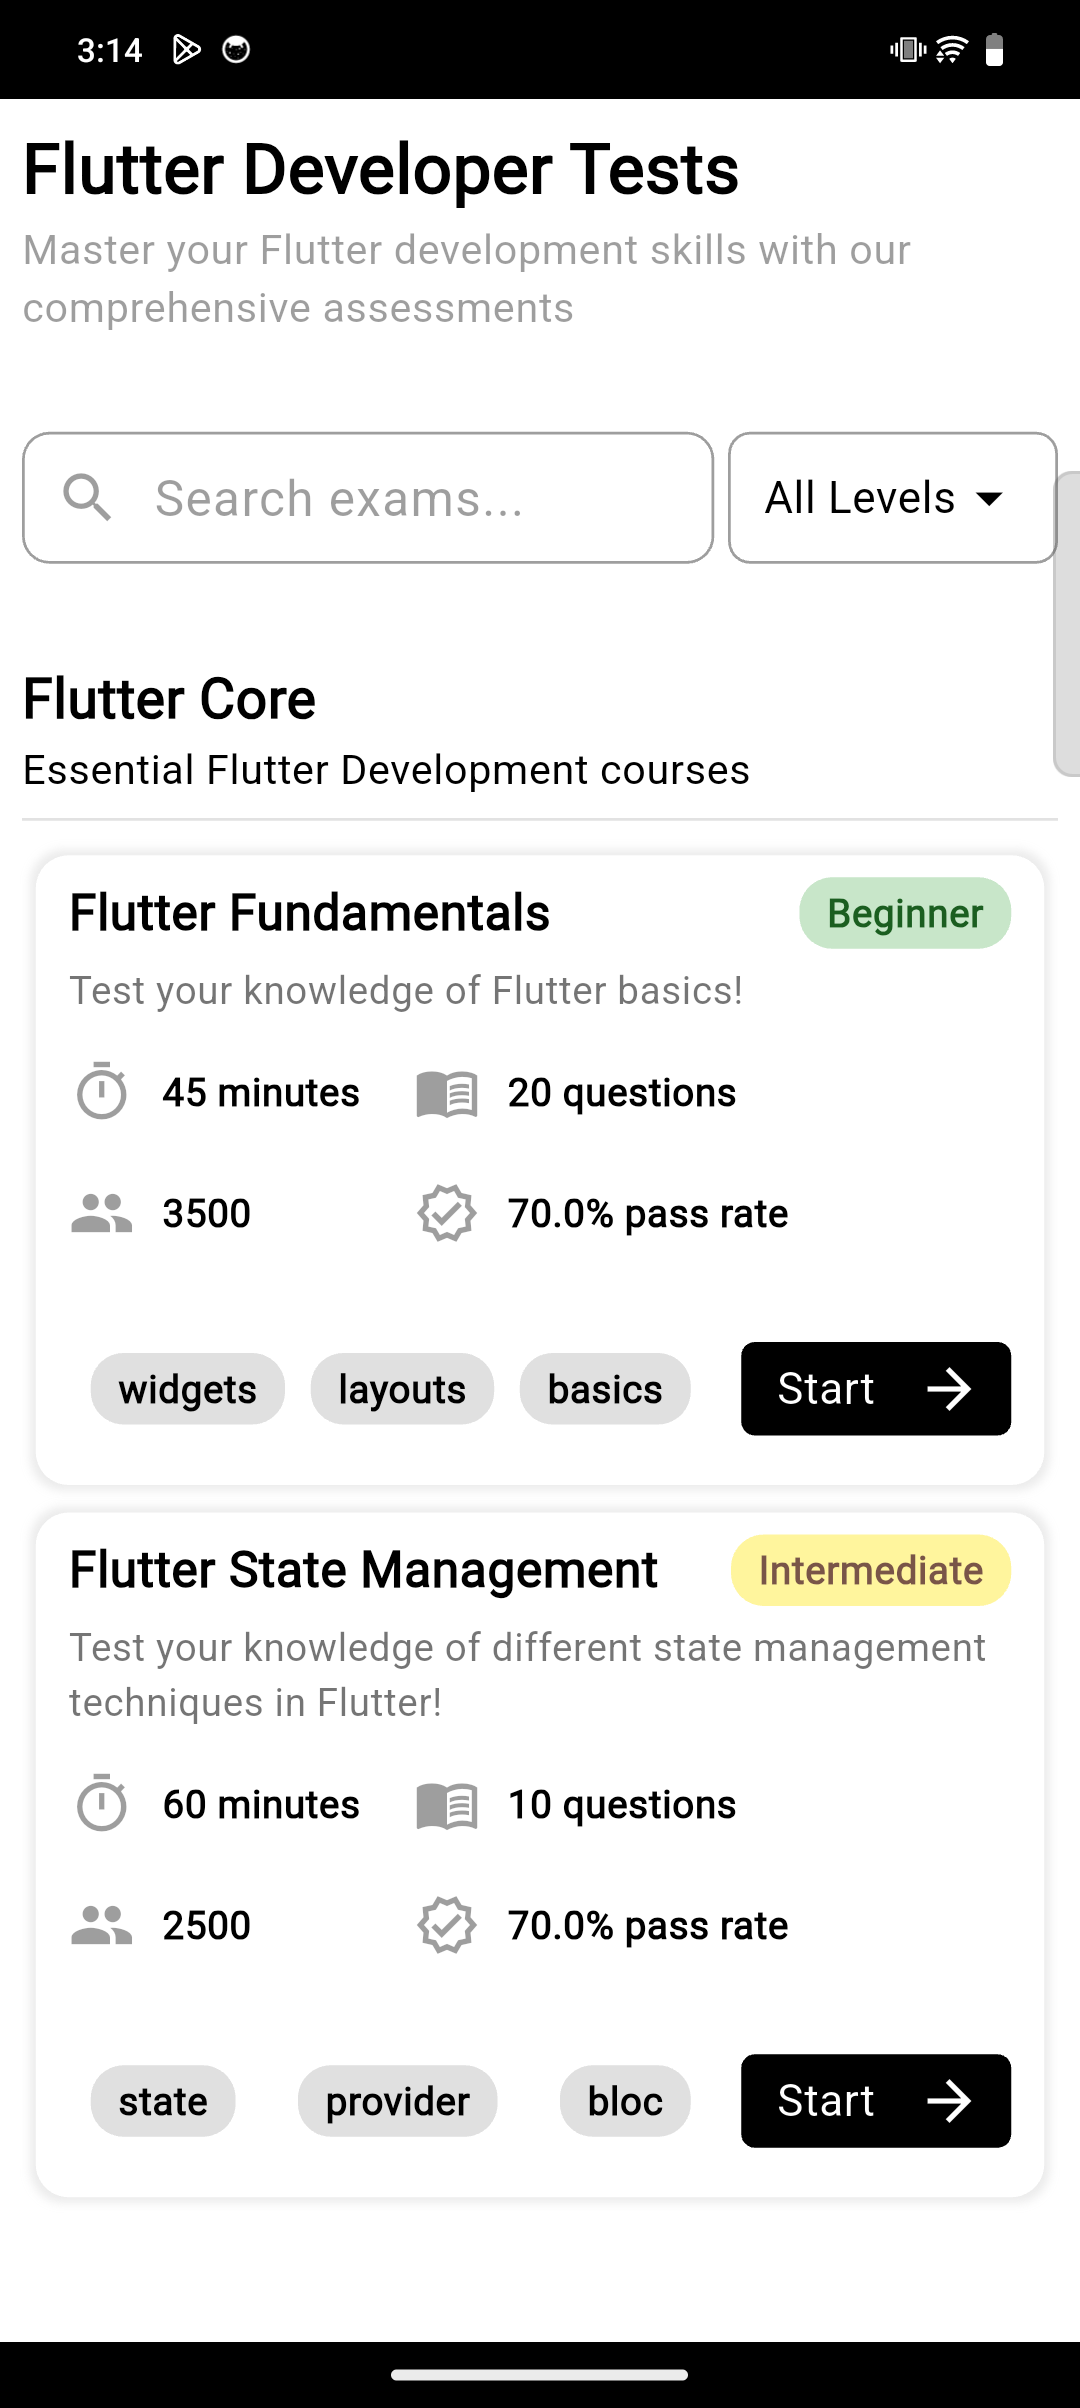 3:14
Flutter Developer Tests
Master your Flutter development skills with our
comprehensive assessments
Search exams...
All Levels
Flutter Core
Essential Flutter Development courses
Flutter Fundamentals
Beginner
Test your knowledge of Flutter basics!
45 minutes
20 questions
3500
70.0% pass rate
widgets
layouts
basics
Start
Flutter State Management
Intermediate
Test your knowledge of different state management
techniques in Flutter!
60 minutes
10 questions
2500
70.0% pass rate
state
provider
bloc
Start